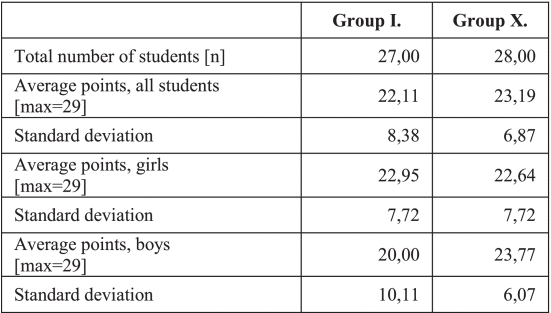 Group I. Group X.
Total number of students [n] 27,00 28,00
Average points, all students
[max=29] 22,11 23,19
Standard deviation 8,38 6,87
Average points, girls
[max=29] 22,95 22,64
Standard deviation 7,72 7,72
Average points, boys
[max=29] 20,00 23,77
Standard deviation 10,11 6,07